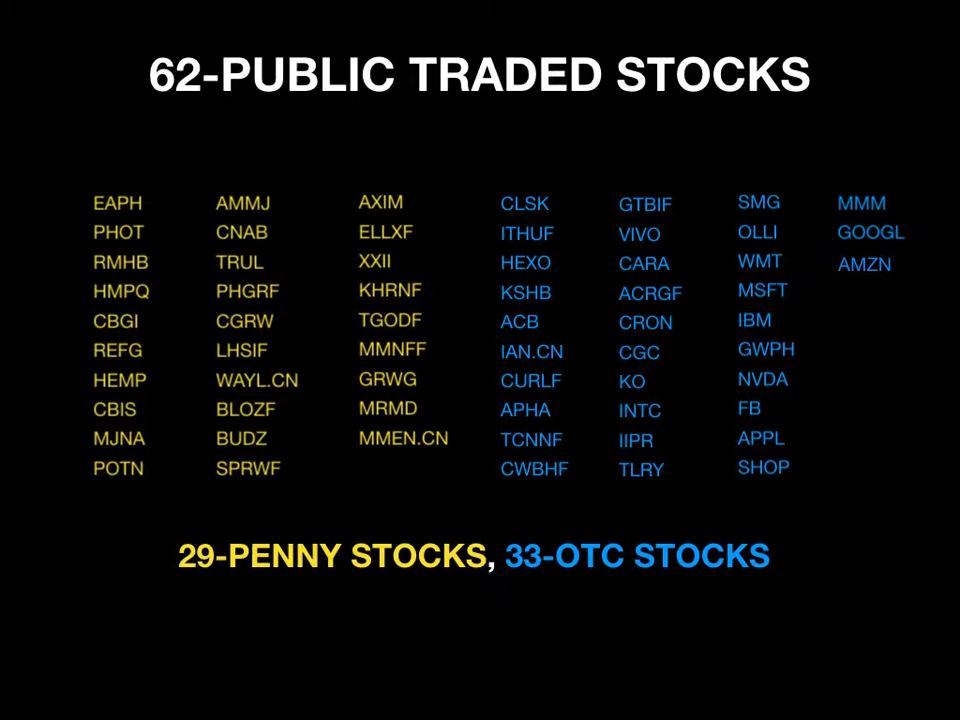 62-PUBLIC TRADED STOCKS
EAPH AMMJ AXIM CLSK GTBIF SMG MMM
PHOT CNAB ELLXF ITHUF VIVO OLLI GOOGL
RMHB TRUL XXII HEXO CARA WMT AMZN
HMPQ PHGRF KHRNF KSHB ACRGF MSFT
CBGI CGRW TGODF ACB CRON IBM
REFG LHSIF MMNFF IAN.CN CGC GWPH
HEMP WAYL.CN GRWG CURLF KO NVDA
CBIS BLOZF MRMD APHA INTC FB
MJNA BUDZ MMEN.CN TCNNF IIPR APPL
POTN SPRWF CWBHF TLRY SHOP
29-PENNY STOCKS, 33-OTC STOCKS